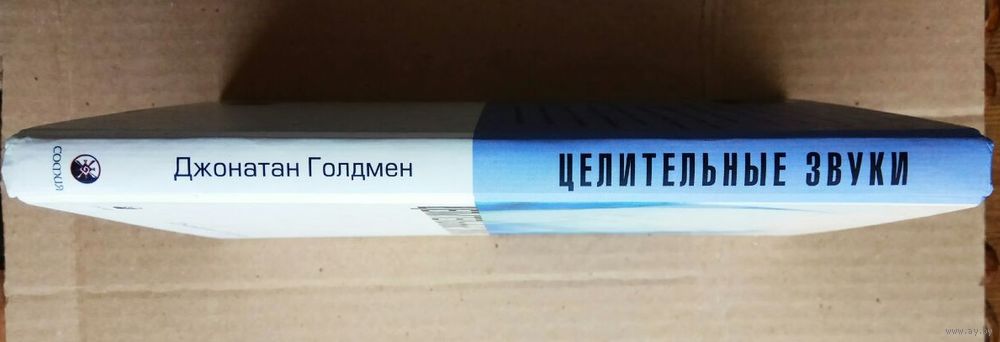 СОФИЯ
Джонатан Голдмен
ЦЕЛИТЕЛЬНЫЕ ЗВУКИ
www.ay.by